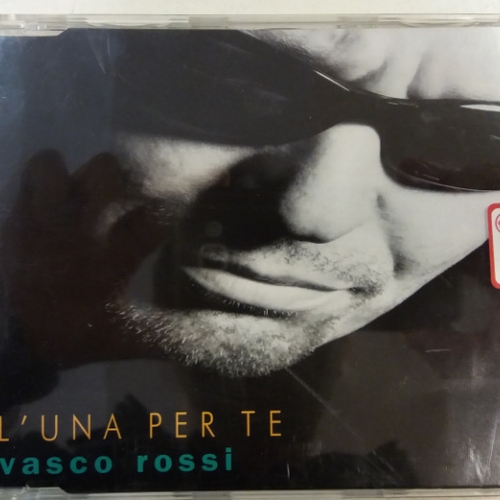 L'UNA PER TE
vasco rossi